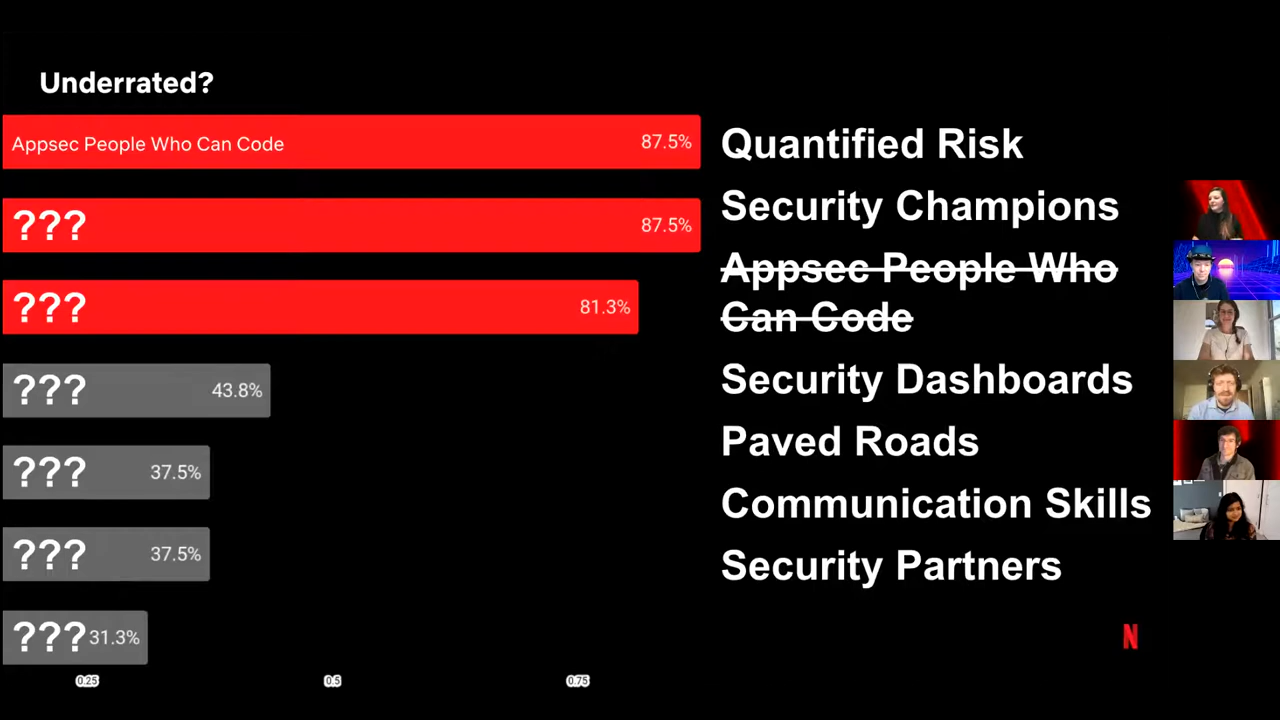 Underrated?
Appsec People Who Can Code 87.5%
??? 87.5%
??? 81.3%
??? 43.8%
??? 37.5%
??? 37.5%
??? 31.3%
0.25 0.5 0.75
Quantified Risk
Security Champions
Appsec People Who
Can Code
Security Dashboards
Paved Roads
Communication Skills
Security Partners
N